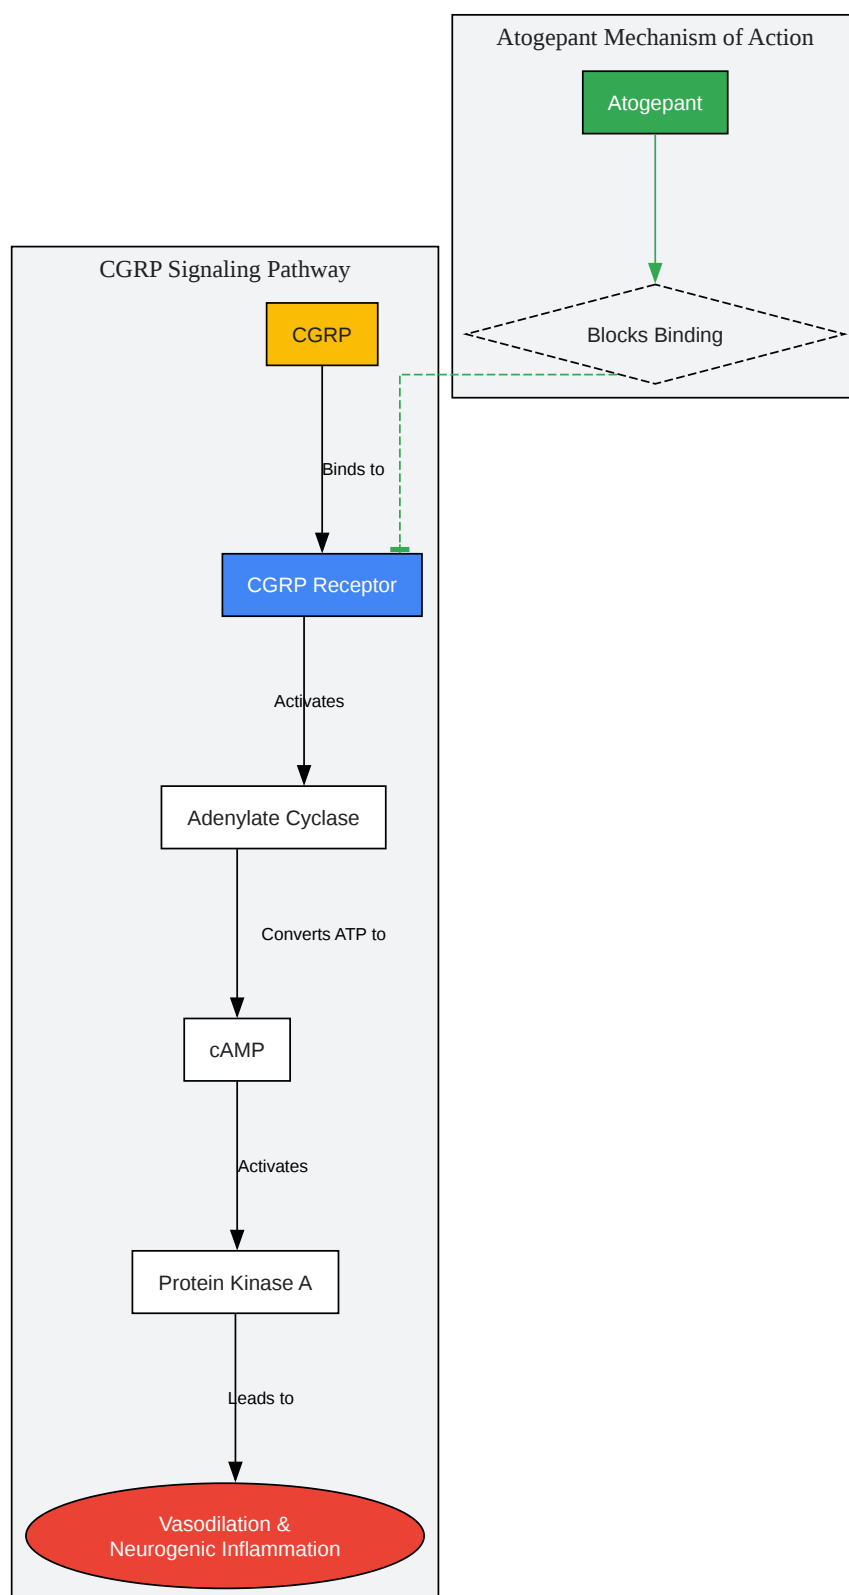 Atogepant Mechanism of Action
Atogepant
Blocks Binding
CGRP Signaling Pathway
CGRP
Binds to
CGRP Receptor
Activates
Adenylate Cyclase
Converts ATP to
cAMP
Activates
Protein Kinase A
Leads to
Vasodilation &
Neurogenic Inflammation